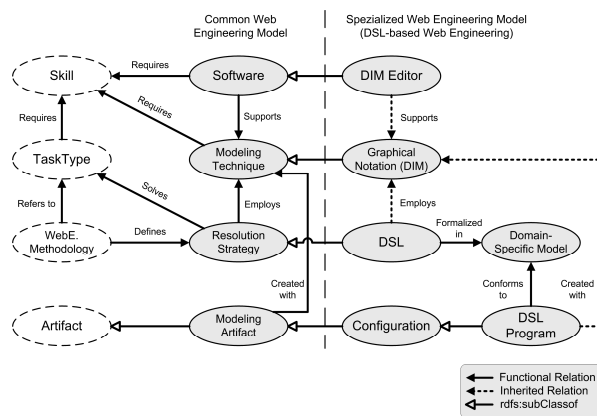 Common Web
Engineering Model
Spezialized Web Engineering Model
(DSL-based Web Engineering)
Skill
Requires
Software
DIM Editor
Requires
Requires
Supports
Supports
TaskType
Modeling
Technique
Graphical
Notation (DIM)
Refers to
Solves
Employs
Employs
WebE.
Methodology
Defines
Resolution
Strategy
DSL
Formalized
in
Domain-
Specific Model
Created
with
Conforms
to
Created
with
Artifact
Modeling
Artifact
Configuration
DSL
Program
Functional Relation
Inherited Relation
rdfs:subClassof